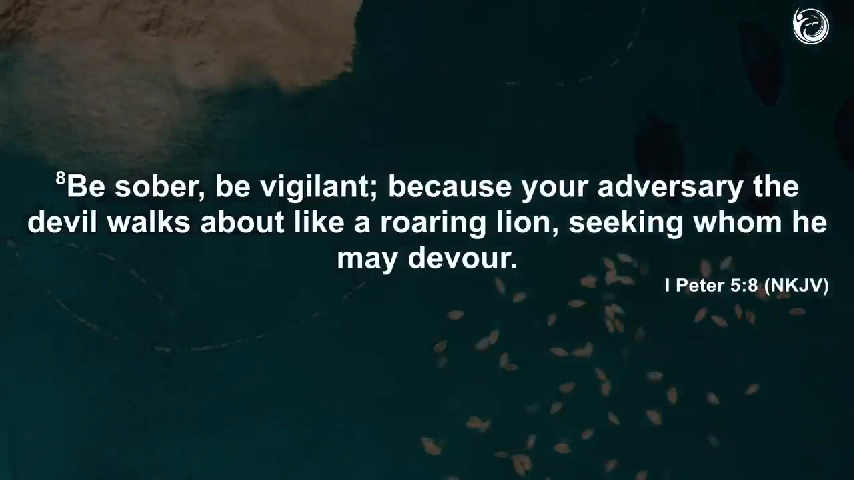 ⁸Be sober, be vigilant; because your adversary the
devil walks about like a roaring lion, seeking whom he
may devour.
I Peter 5:8 (NKJV)